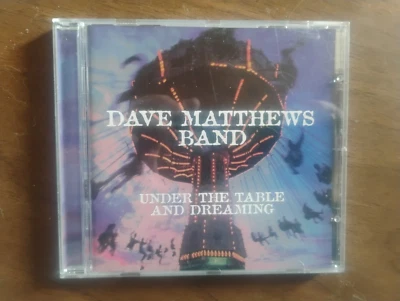 DAVE MATTHEWS
BAND
UNDER THE TABLE
AND DREAMING